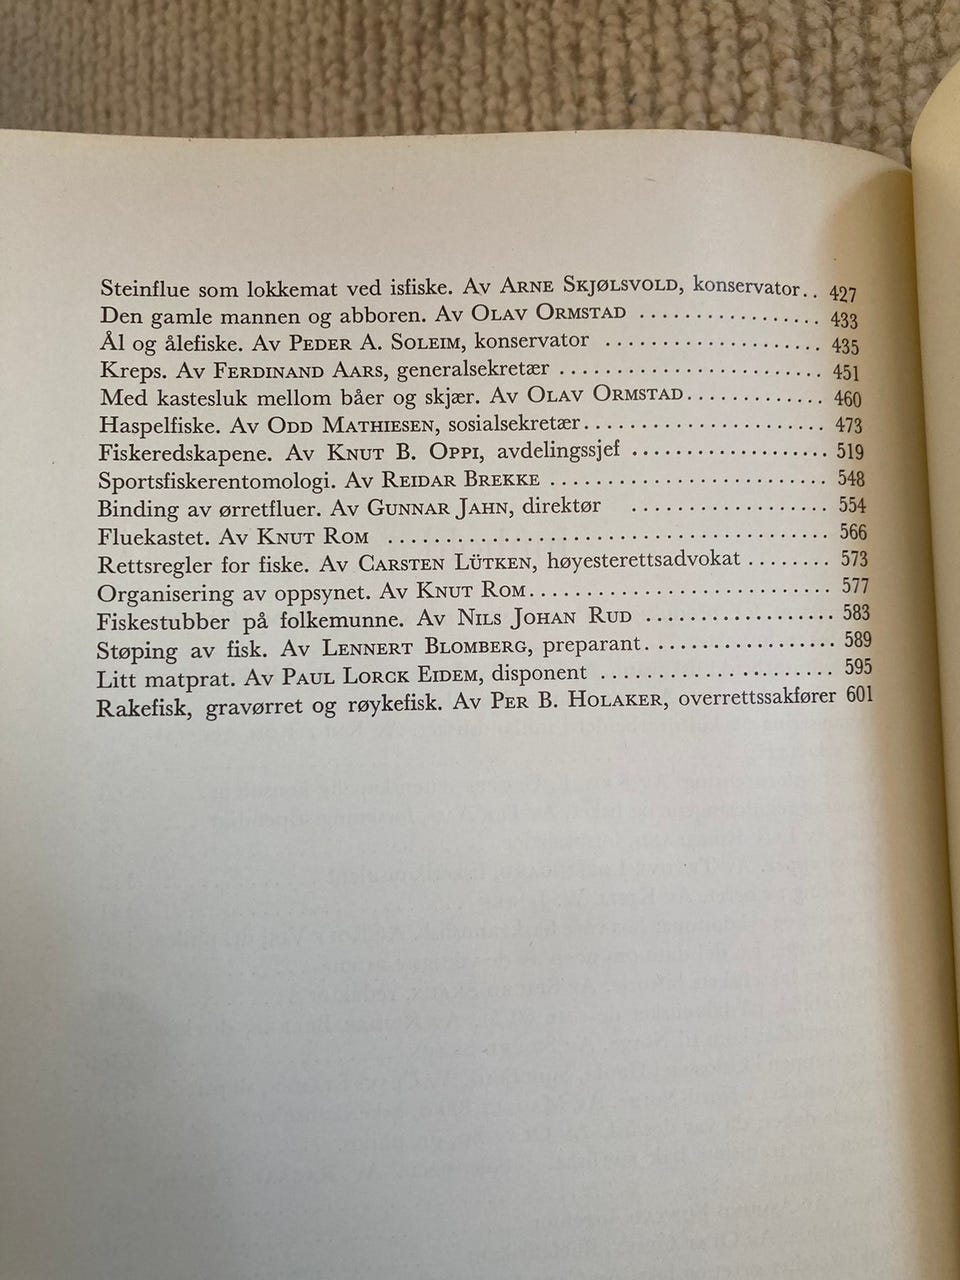 Steinflue som lokkemat ved isfiske. Av Arne Skjølsvold, konservator.. 427
Den gamle mannen og abboren. Av Olav Ormstad ................. 433
Ål og ålefiske. Av Peder A. Soleim, konservator .................... 435
Kreps. Av Ferdinand Aars, generalsekretær ........................ 451
Med kastesluk mellom båer og skjær. Av Olav Ormstad............. 460
Haspelfiske. Av Odd Mathiesen, sosialsekretær...................... 473
Fiskeredskapene. Av Knut B. Oppi, avdelingssjef .................. 519
Sportsfiskerentomologi. Av Reidar Brekke .......................... 548
Binding av ørretfluer. Av Gunnar Jahn, direktør .................. 554
Fluekastet. Av Knut Rom ......................................... 566
Rettsregler for fiske. Av Carsten Lütken, høyesterettsadvokat ........ 573
Organisering av oppsynet. Av Knut Rom............................ 577
Fiskestubber på folkemunne. Av Nils Johan Rud ................. 583
Støping av fisk. Av Lennert Blomberg, preparant.................. 589
Litt matprat. Av Paul Lorck Eidem, disponent .................... 595
Rakefisk, gravørret og røykefisk. Av Per B. Holaker, overrettssakfører 601